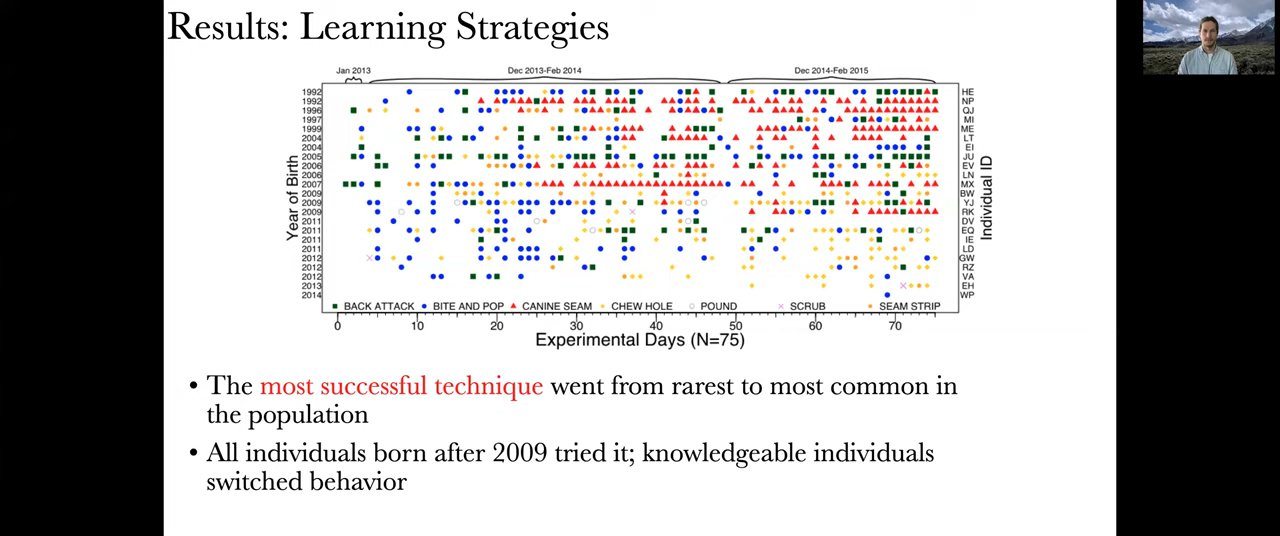 Results: Learning Strategies
Jan 2013
Dec 2013-Feb 2014
Dec 2014-Feb 2015
Year of Birth
1992
1992
1996
1997
1999
2004
2004
2005
2006
2006
2007
2009
2009
2009
2011
2011
2011
2011
2012
2012
2012
2013
2014
HE
NP
QJ
MI
ME
LT
EI
JU
EV
LN
MX
BW
YJ
RK
DV
EQ
IE
LD
GW
RZ
VA
EH
WP
Individual ID
BACK ATTACK BITE AND POP CANINE SEAM CHEW HOLE POUND SCRUB SEAM STRIP
0 10 20 30 40 50 60 70
Experimental Days (N=75)
• The most successful technique went from rarest to most common in
the population
• All individuals born after 2009 tried it; knowledgeable individuals
switched behavior